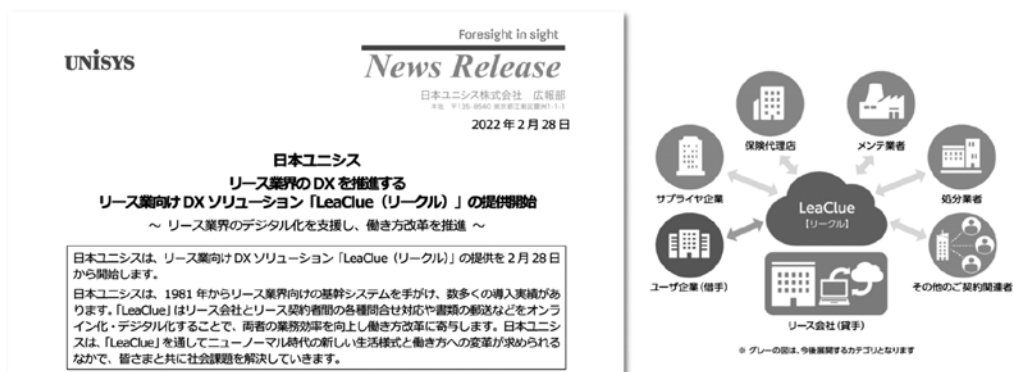 Foresight in sight
UNISYS
News Release
日本ユニシス株式会社 広報部
本社 〒135-8560 東京都江東区豊洲1-1-1
2022年2月28日
日本ユニシス
リース業界のDXを推進する
リース業向けDXソリューション「LeaClue（リークル）」の提供開始
～ リース業界のデジタル化を支援し、働き方改革を推進 ～
日本ユニシスは、リース業向けDXソリューション「LeaClue（リークル）」の提供を2月28日
から開始します。
日本ユニシスは、1981年からリース業界向けの基幹システムを手がけ、数多くの導入実績があ
ります。「LeaClue」はリース会社とリース契約者間の各種問合せ対応や書類の郵送などをオンラ
イン化・デジタル化することで、両者の業務効率を向上し働き方改革に寄与します。日本ユニシ
スは、「LeaClue」を通してニューノーマル時代の新しい生活様式と働き方への変革が求められる
なかで、皆さまと共に社会課題を解決していきます。
保険代理店
メンテ業者
サプライヤ企業
処分業者
LeaClue
【リークル】
ユーザ企業（借手）
その他のご契約関連者
リース会社（貸手）
※ グレーの図は、今後展開するカテゴリとなります